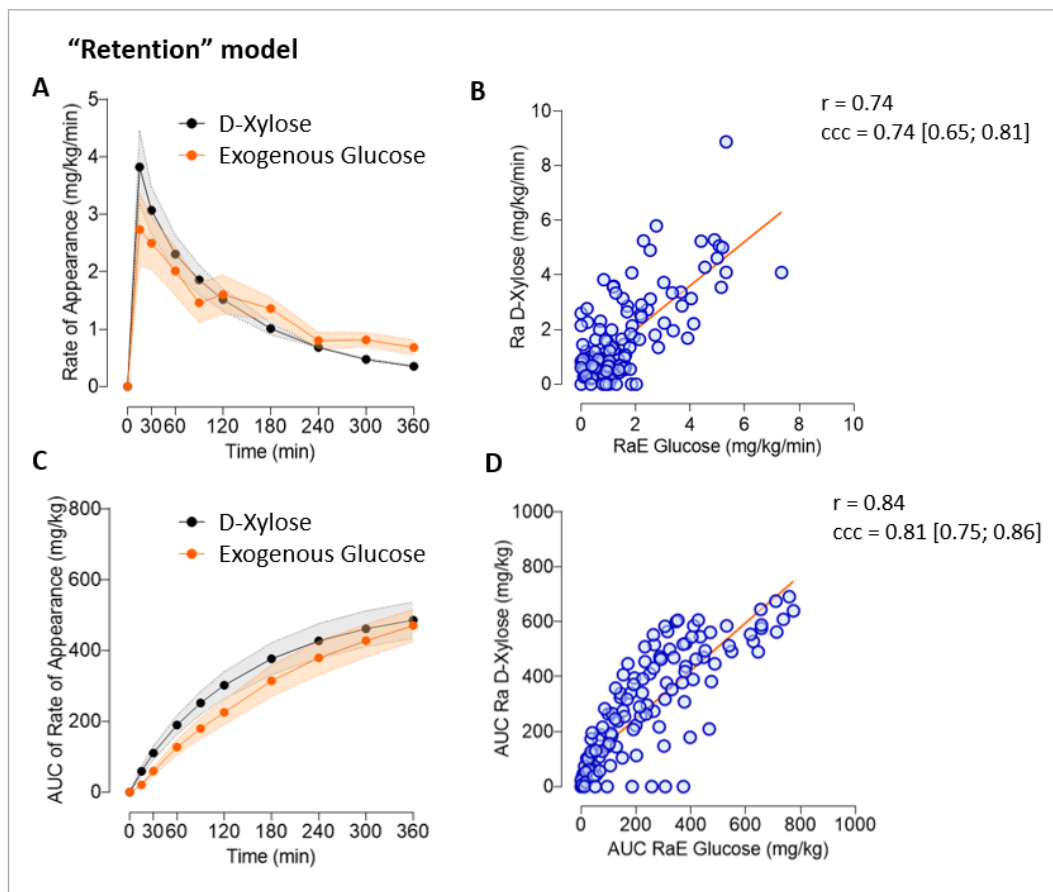 “Retention” model
A
Rate of Appearance (mg/kg/min)
5
4
3
2
1
0
D-Xylose
Exogenous Glucose
0 30 60 120 180 240 300 360
Time (min)
B
r = 0.74
ccc = 0.74 [0.65; 0.81]
Ra D-Xylose (mg/kg/min)
10
8
6
4
2
0
0 2 4 6 8 10
RaE Glucose (mg/kg/min)
C
AUC of Rate of Appearance (mg/kg)
800
600
400
200
0
D-Xylose
Exogenous Glucose
0 30 60 120 180 240 300 360
Time (min)
D
r = 0.84
ccc = 0.81 [0.75; 0.86]
AUC Ra D-Xylose (mg/kg)
1000
800
600
400
200
0
0 200 400 600 800 1000
AUC RaE Glucose (mg/kg)